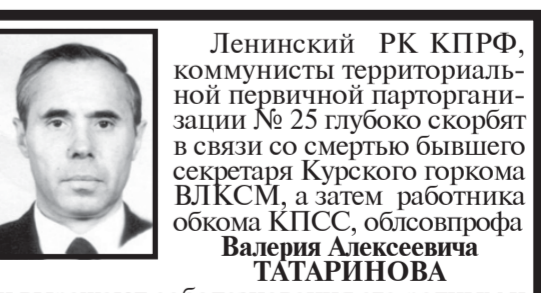 Ленинский РК КПРФ,
коммунисты территориаль-
ной первичной парторгани-
зации № 25 глубоко скорбят
в связи со смертью бывшего
секретаря Курского горкома
ВЛКСМ, а затем работника
обкома КПСС, облсовпрофа
Валерия Алексеевича
ТАТАРИНОВА